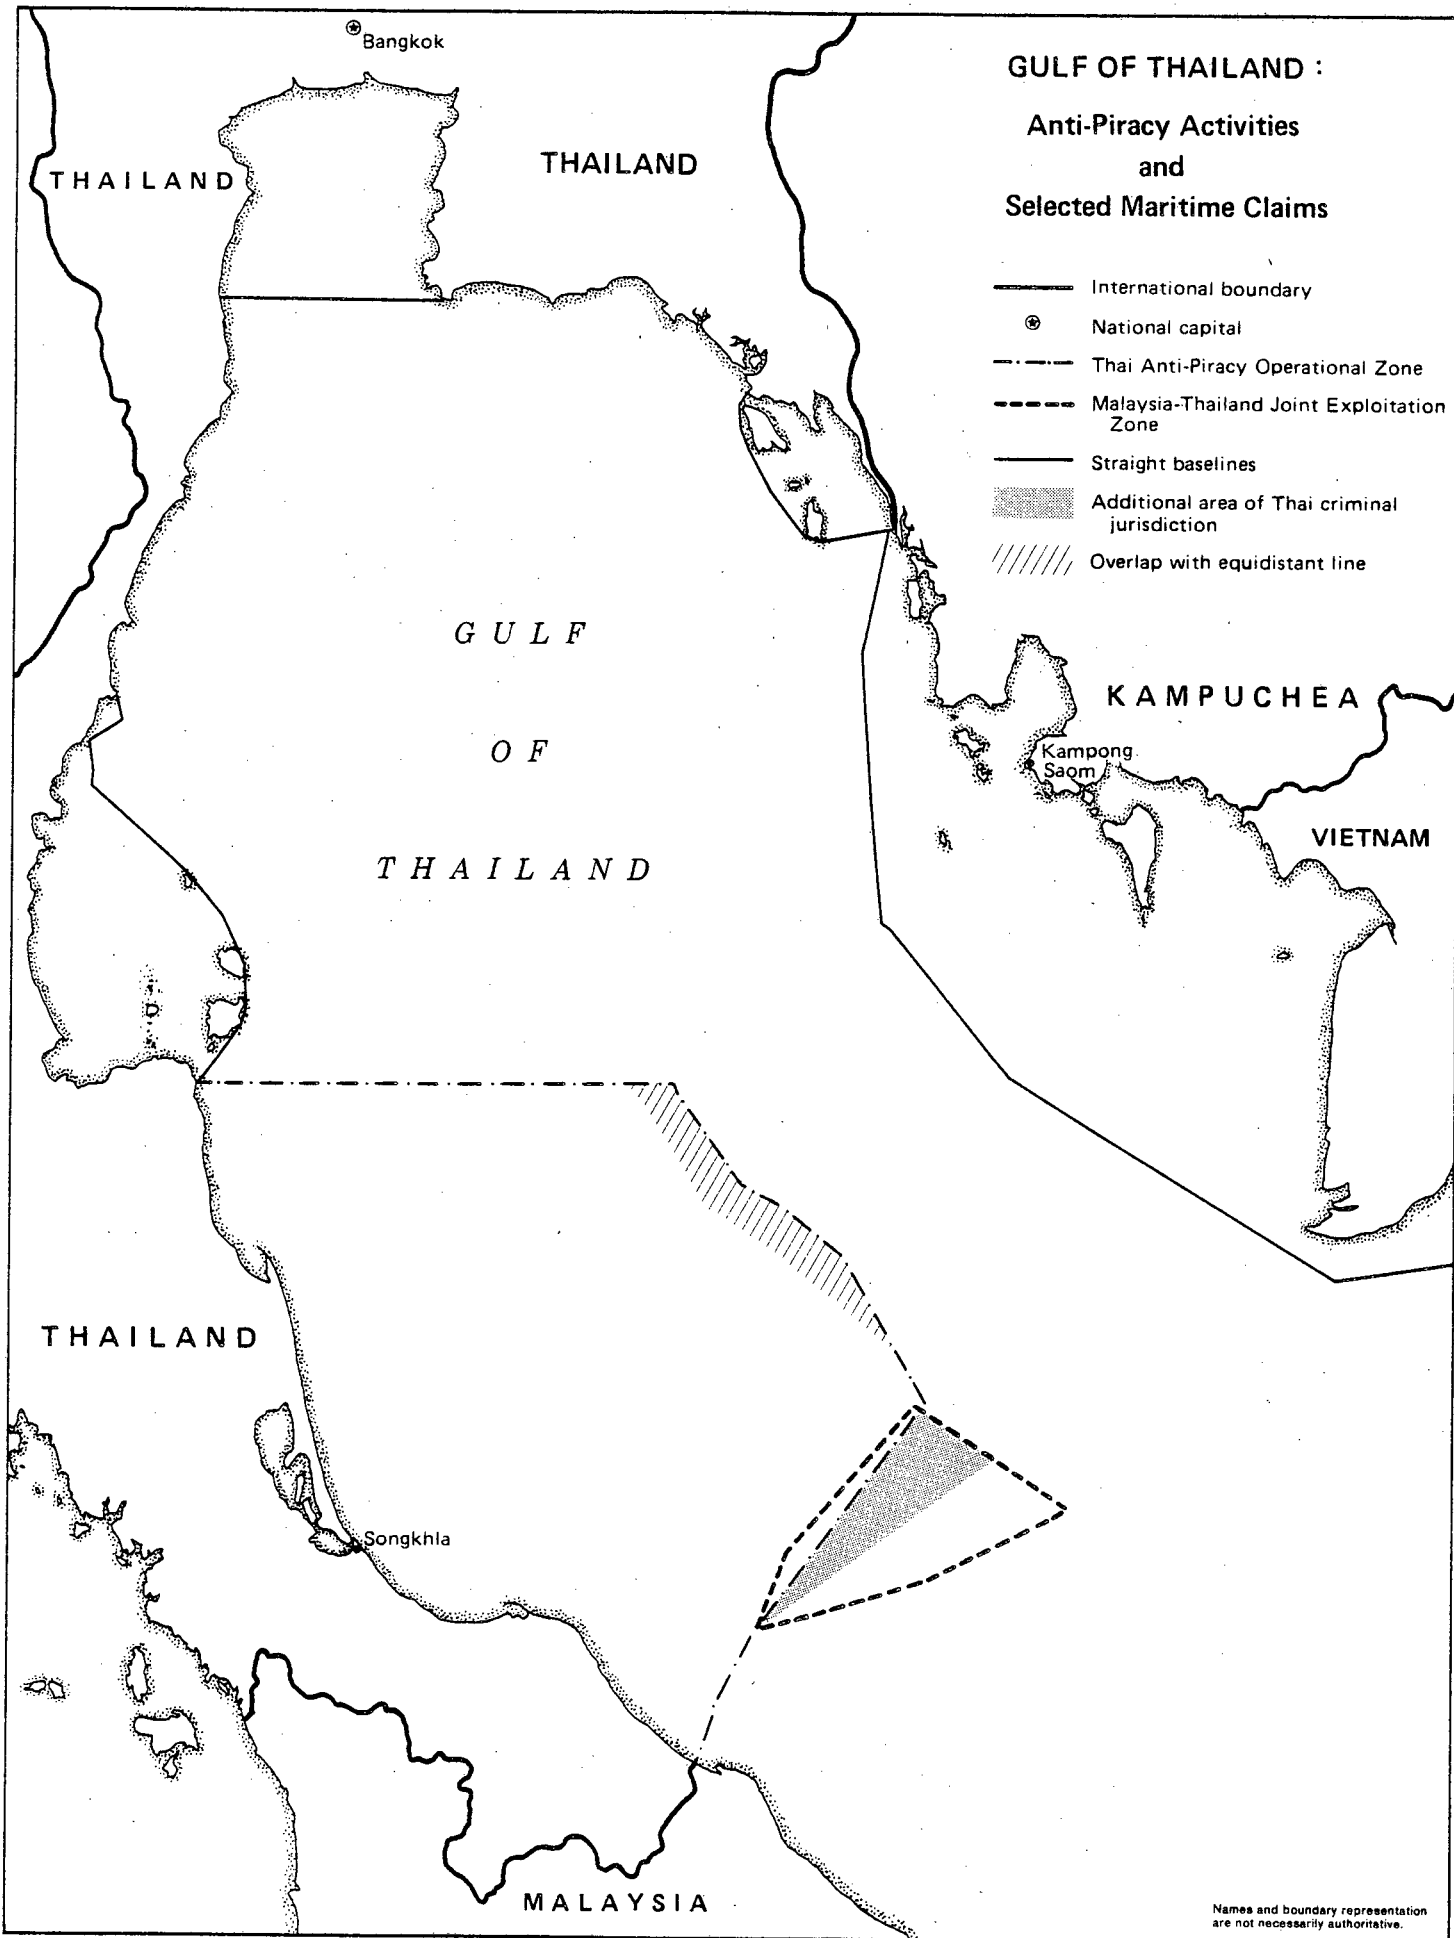 Bangkok
GULF OF THAILAND :
Anti-Piracy Activities
and
Selected Maritime Claims
THAILAND
THAILAND
International boundary
National capital
Thai Anti-Piracy Operational Zone
Malaysia-Thailand Joint Exploitation
Zone
Straight baselines
Additional area of Thai criminal
jurisdiction
Overlap with equidistant line
GULF
OF
THAILAND
KAMPUCHEA
Kampong
Saom
VIETNAM
THAILAND
Songkhla
MALAYSIA
Names and boundary representation
are not necessarily authoritative.